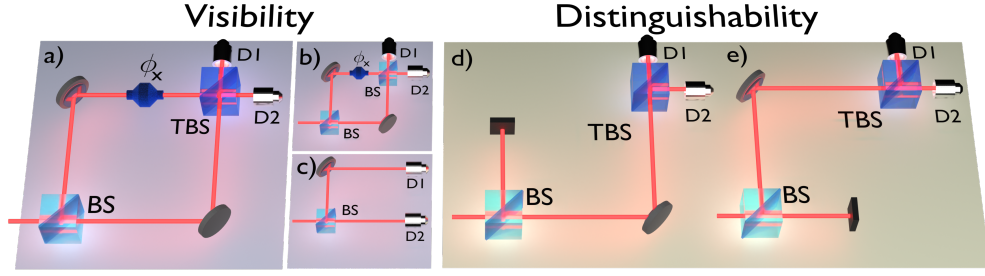 Visibility
Distinguishability
a)
ϕx
D1
D2
TBS
BS
b)
ϕx
D1
D2
BS
BS
c)
D1
BS
D2
d)
D1
D2
TBS
BS
e)
D1
D2
TBS
BS